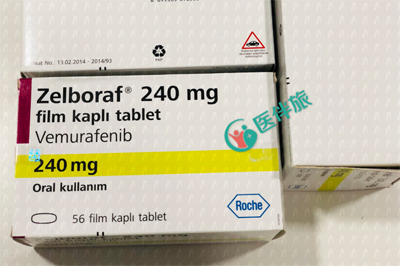 Ruhsat No.: 13.02.2014 - 2014/93
Zelboraf® 240 mg
film kaplı tablet
Vemurafenib
240 mg
Oral kullanım
56 film kaplı tablet
Roche
医伴旅